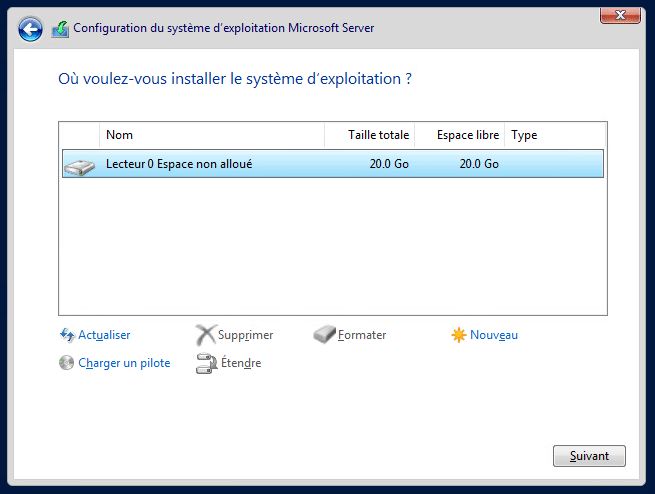 Configuration du système d'exploitation Microsoft Server
Où voulez-vous installer le système d'exploitation ?
Nom Taille totale Espace libre Type
Lecteur 0 Espace non alloué 20.0 Go 20.0 Go
Actualiser Supprimer Formater Nouveau
Charger un pilote Étendre
Suivant